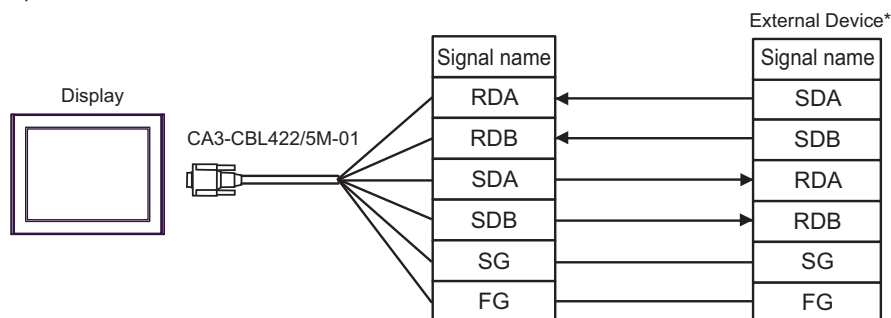 External Device*
Signal name
Signal name
RDA
SDA
Display
CA3-CBL422/5M-01
RDB
SDB
SDA
RDA
SDB
RDB
SG
SG
FG
FG